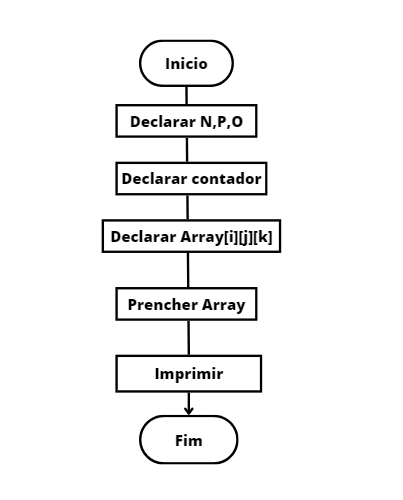 Inicio
Declarar N,P,O
Declarar contador
Declarar Array[i][j][k]
Prencher Array
Imprimir
Fim